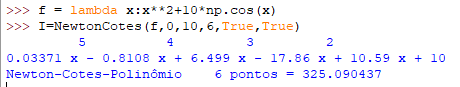 >>> f = lambda x:x**2+10*np.cos(x)
>>> I=NewtonCotes(f,0,10,6,True,True)
         5          4         3         2
0.03371 x - 0.8108 x + 6.499 x - 17.86 x + 10.59 x + 10
Newton-Cotes-Polinômio    6 pontos = 325.090437